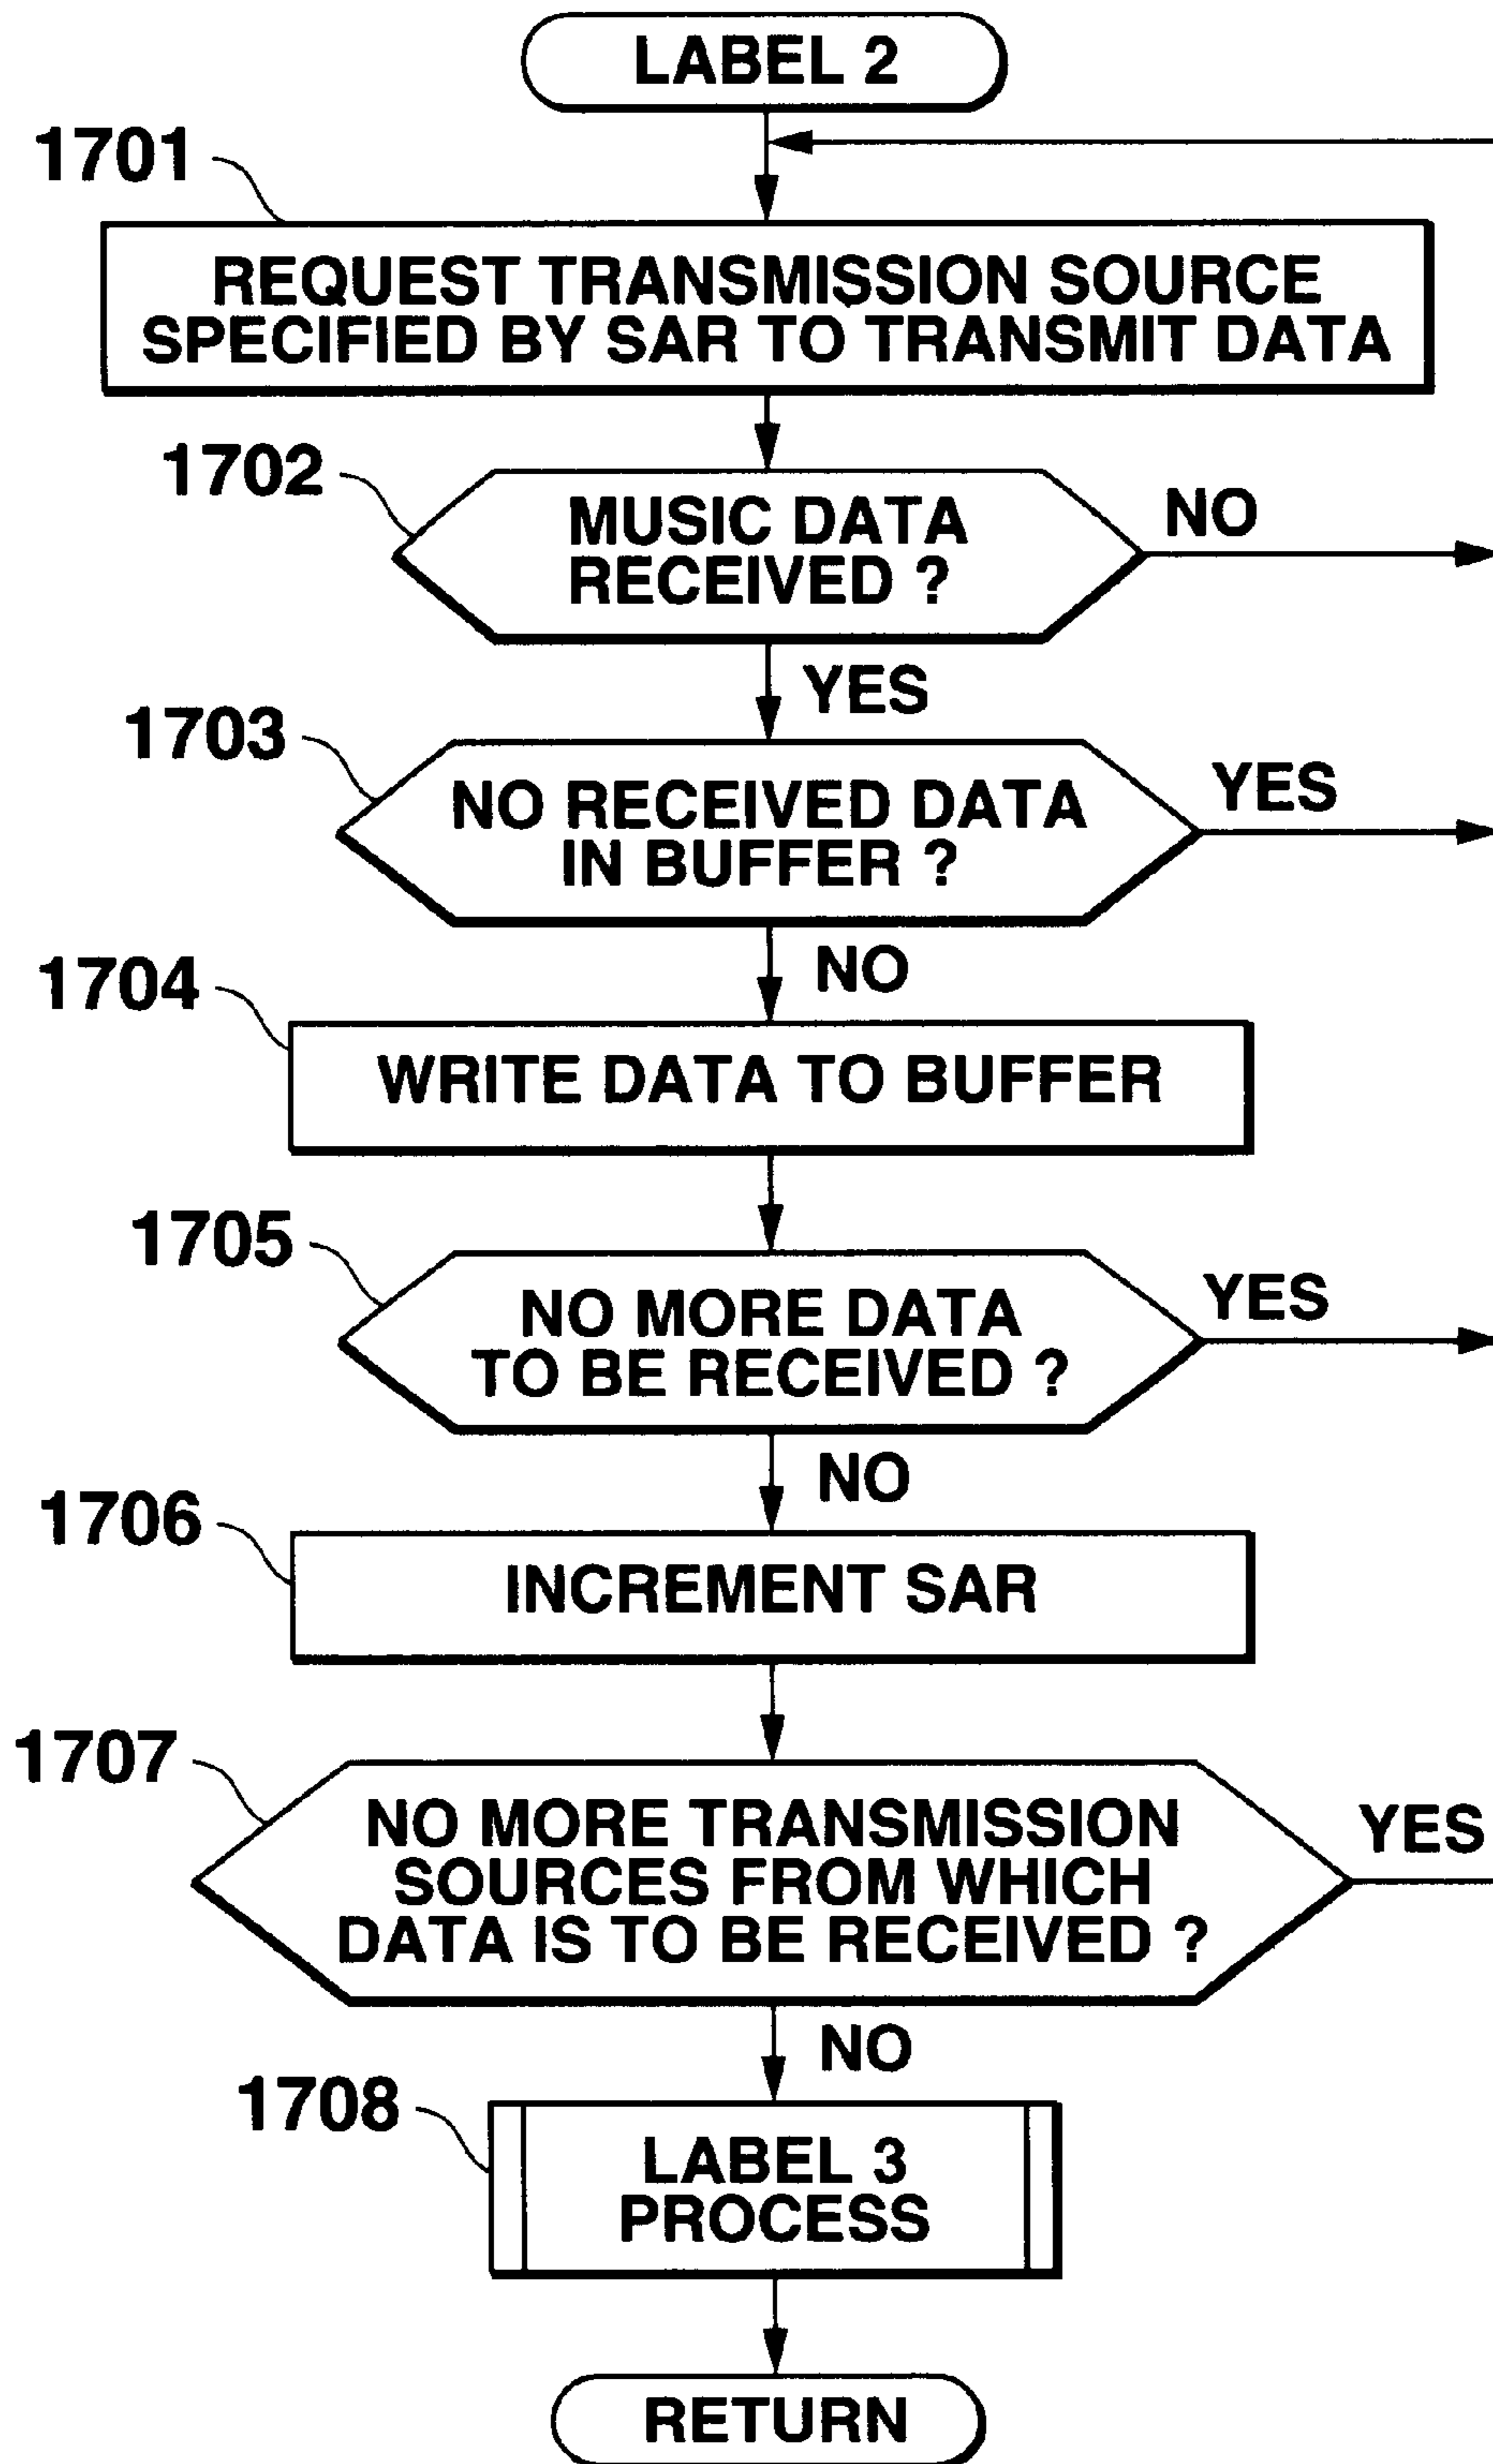 LABEL 2
1701
REQUEST TRANSMISSION SOURCE
SPECIFIED BY SAR TO TRANSMIT DATA
1702
MUSIC DATA
RECEIVED ?
NO
YES
1703
NO RECEIVED DATA
IN BUFFER ?
YES
NO
1704
WRITE DATA TO BUFFER
1705
NO MORE DATA
TO BE RECEIVED ?
YES
NO
1706
INCREMENT SAR
1707
NO MORE TRANSMISSION
SOURCES FROM WHICH
DATA IS TO BE RECEIVED ?
YES
NO
1708
LABEL 3
PROCESS
RETURN